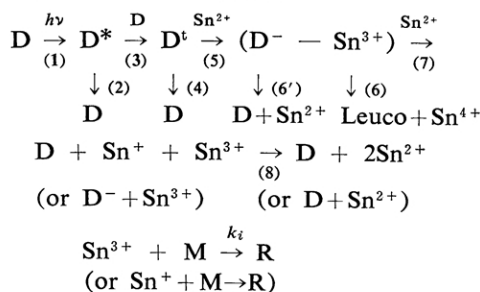 D hν→(1) D* D→(3) Dᵗ Sn²⁺→(5) (D⁻ — Sn³⁺) Sn²⁺→(7)
↓(2) ↓(4) ↓(6′) ↓(6)
D D D+Sn²⁺ Leuco+Sn⁴⁺
D + Sn⁺ + Sn³⁺ →(8) D + 2Sn²⁺
(or D⁻+Sn³⁺) (or D+Sn²⁺)
Sn³⁺ + M kᵢ→ R
(or Sn⁺+M→R)